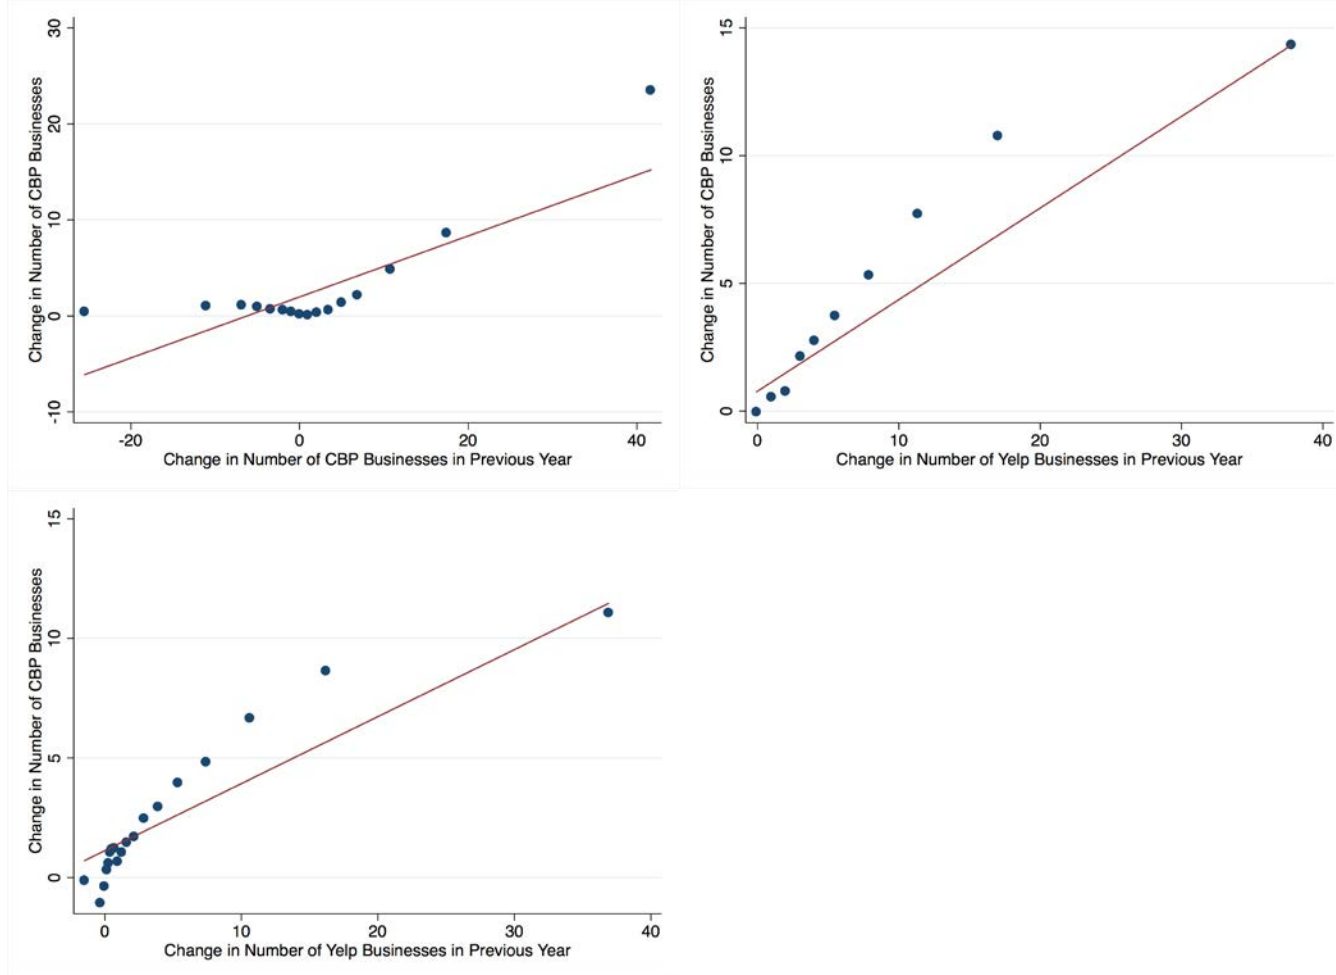 30
20
10
0
-10
Change in Number of CBP Businesses
-20 0 20 40
Change in Number of CBP Businesses in Previous Year
15
10
5
0
Change in Number of CBP Businesses
0 10 20 30 40
Change in Number of Yelp Businesses in Previous Year
15
10
5
0
Change in Number of CBP Businesses
0 10 20 30 40
Change in Number of Yelp Businesses in Previous Year